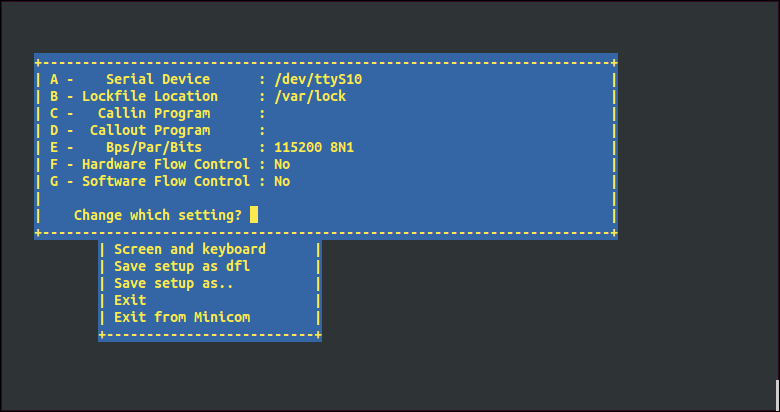 +-----------------------------------------------------------------------+
| A -    Serial Device      : /dev/ttyS10                               |
| B - Lockfile Location     : /var/lock                                 |
| C -   Callin Program      :                                           |
| D -  Callout Program      :                                           |
| E -    Bps/Par/Bits       : 115200 8N1                                |
| F - Hardware Flow Control : No                                        |
| G - Software Flow Control : No                                        |
|                                                                       |
|    Change which setting?                                              |
+-----------------------------------------------------------------------+
        | Screen and keyboard      |
        | Save setup as dfl        |
        | Save setup as..          |
        | Exit                     |
        | Exit from Minicom        |
        +--------------------------+